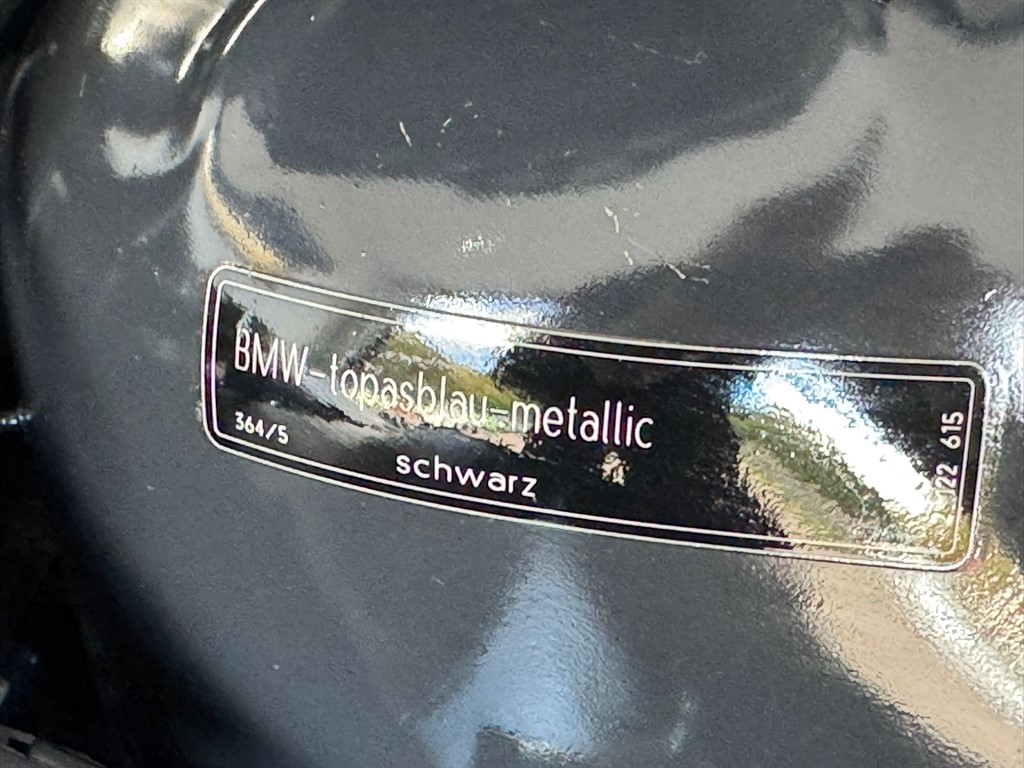 BMW-topasblau-metallic
364/5
schwarz
22 615